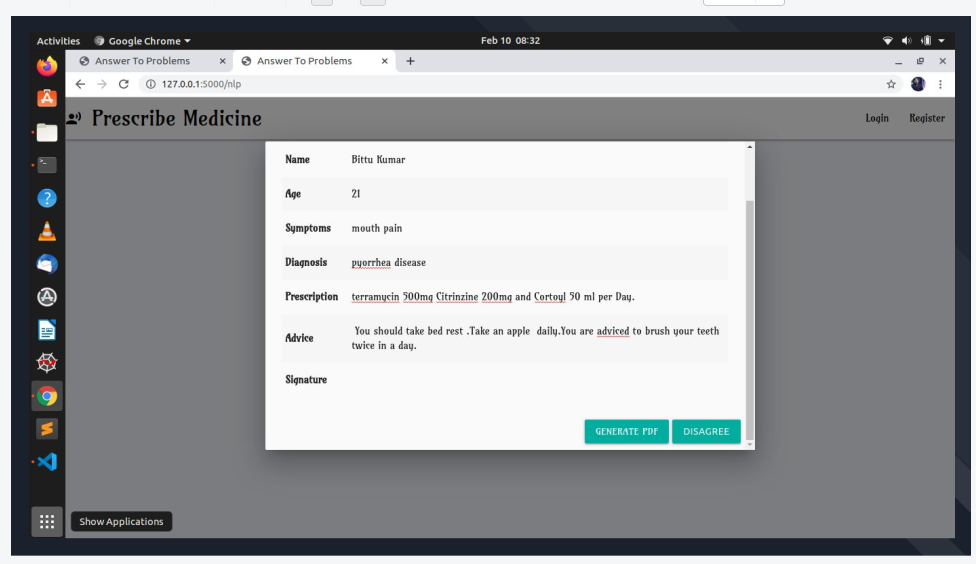 Activities Google Chrome Feb 10 08:32
Answer To Problems × Answer To Problems × +
127.0.0.1:5000/nlp
Prescribe Medicine Login Register
Name Bittu Kumar
Age 21
Symptoms mouth pain
Diagnosis pyorrhea disease
Prescription terramycin 500mg Citrinzine 200mg and Cortoyl 50 ml per Day.
Advice You should take bed rest .Take an apple daily.You are adviced to brush your teeth
twice in a day.
Signature
GENERATE PDF DISAGREE
Show Applications